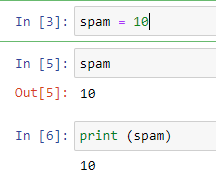 In [3]: spam = 10
In [5]: spam
Out[5]: 10
In [6]: print (spam)
10